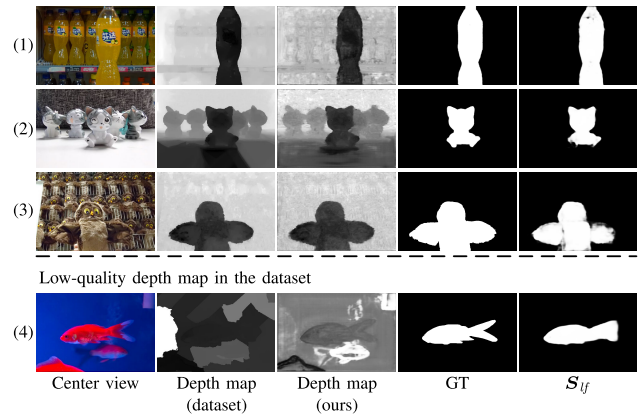 (1)
(2)
(3)
Low-quality depth map in the dataset
(4)
Center view
Depth map
(dataset)
Depth map
(ours)
GT
S_lf